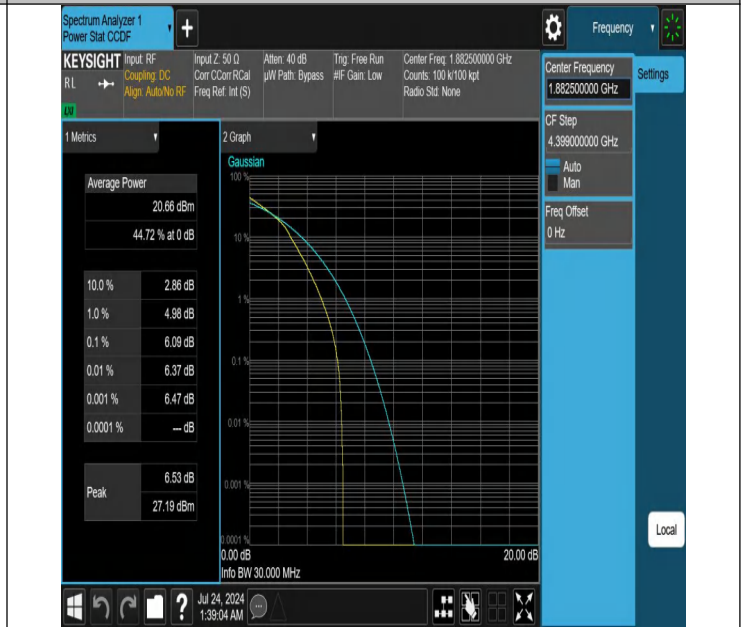 Spectrum Analyzer 1
Power Stat CCDF
+
Frequency
KEYSIGHT
RL
LXI
Input: RF
Coupling: DC
Align: Auto/No RF
Input Z: 50 Ω
Corr CCorr RCal
Freq Ref: Int (S)
Atten: 40 dB
µW Path: Bypass
Trig: Free Run
#IF Gain: Low
Center Freq: 1.882500000 GHz
Counts: 100 k/100 kpt
Radio Std: None
Center Frequency
1.882500000 GHz
Settings
CF Step
4.399000000 GHz
Auto
Man
Freq Offset
0 Hz
1 Metrics
Average Power
20.66 dBm
44.72 % at 0 dB
10.0 % 2.86 dB
1.0 % 4.98 dB
0.1 % 6.09 dB
0.01 % 6.37 dB
0.001 % 6.47 dB
0.0001 % --- dB
Peak
6.53 dB
27.19 dBm
2 Graph
Gaussian
100 %
10 %
1 %
0.1 %
0.01 %
0.001 %
0.0001 %
0.00 dB 20.00 dB
Info BW 30.000 MHz
Local
?
Jul 24, 2024
1:39:04 AM